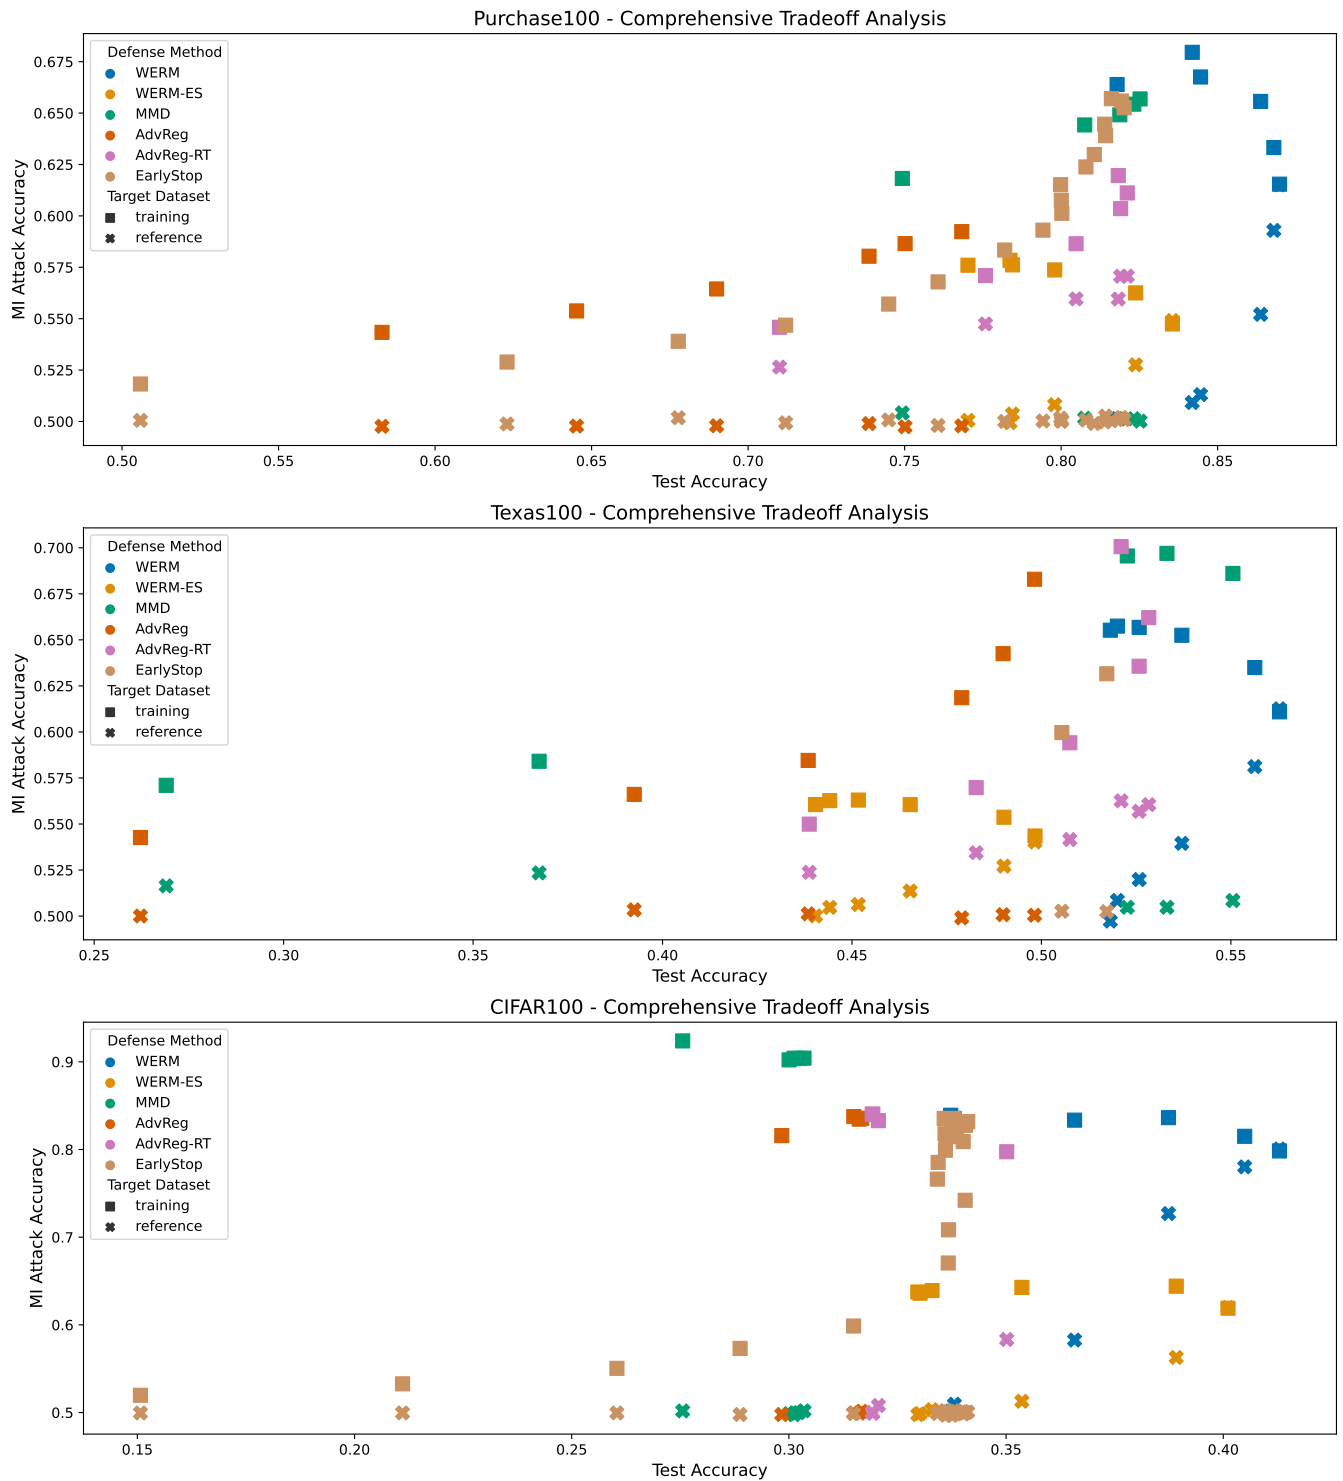 Purchase100 - Comprehensive Tradeoff Analysis
Defense Method
WERM
WERM-ES
MMD
AdvReg
AdvReg-RT
EarlyStop
Target Dataset
training
reference
MI Attack Accuracy
0.675
0.650
0.625
0.600
0.575
0.550
0.525
0.500
0.50 0.55 0.60 0.65 0.70 0.75 0.80 0.85
Test Accuracy
Texas100 - Comprehensive Tradeoff Analysis
Defense Method
WERM
WERM-ES
MMD
AdvReg
AdvReg-RT
EarlyStop
Target Dataset
training
reference
MI Attack Accuracy
0.700
0.675
0.650
0.625
0.600
0.575
0.550
0.525
0.500
0.25 0.30 0.35 0.40 0.45 0.50 0.55
Test Accuracy
CIFAR100 - Comprehensive Tradeoff Analysis
Defense Method
WERM
WERM-ES
MMD
AdvReg
AdvReg-RT
EarlyStop
Target Dataset
training
reference
MI Attack Accuracy
0.9
0.8
0.7
0.6
0.5
0.15 0.20 0.25 0.30 0.35 0.40
Test Accuracy